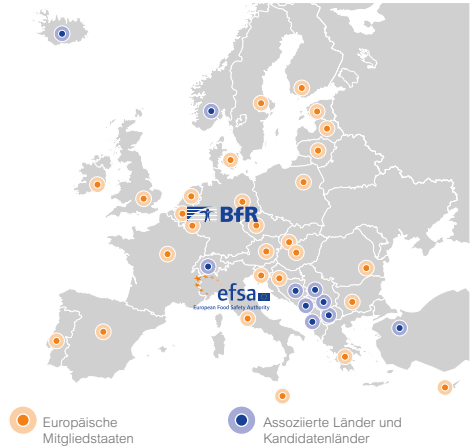 BfR
efsa
European Food Safety Authority
Europäische
Mitgliedstaaten
Assoziierte Länder und
Kandidatenländer